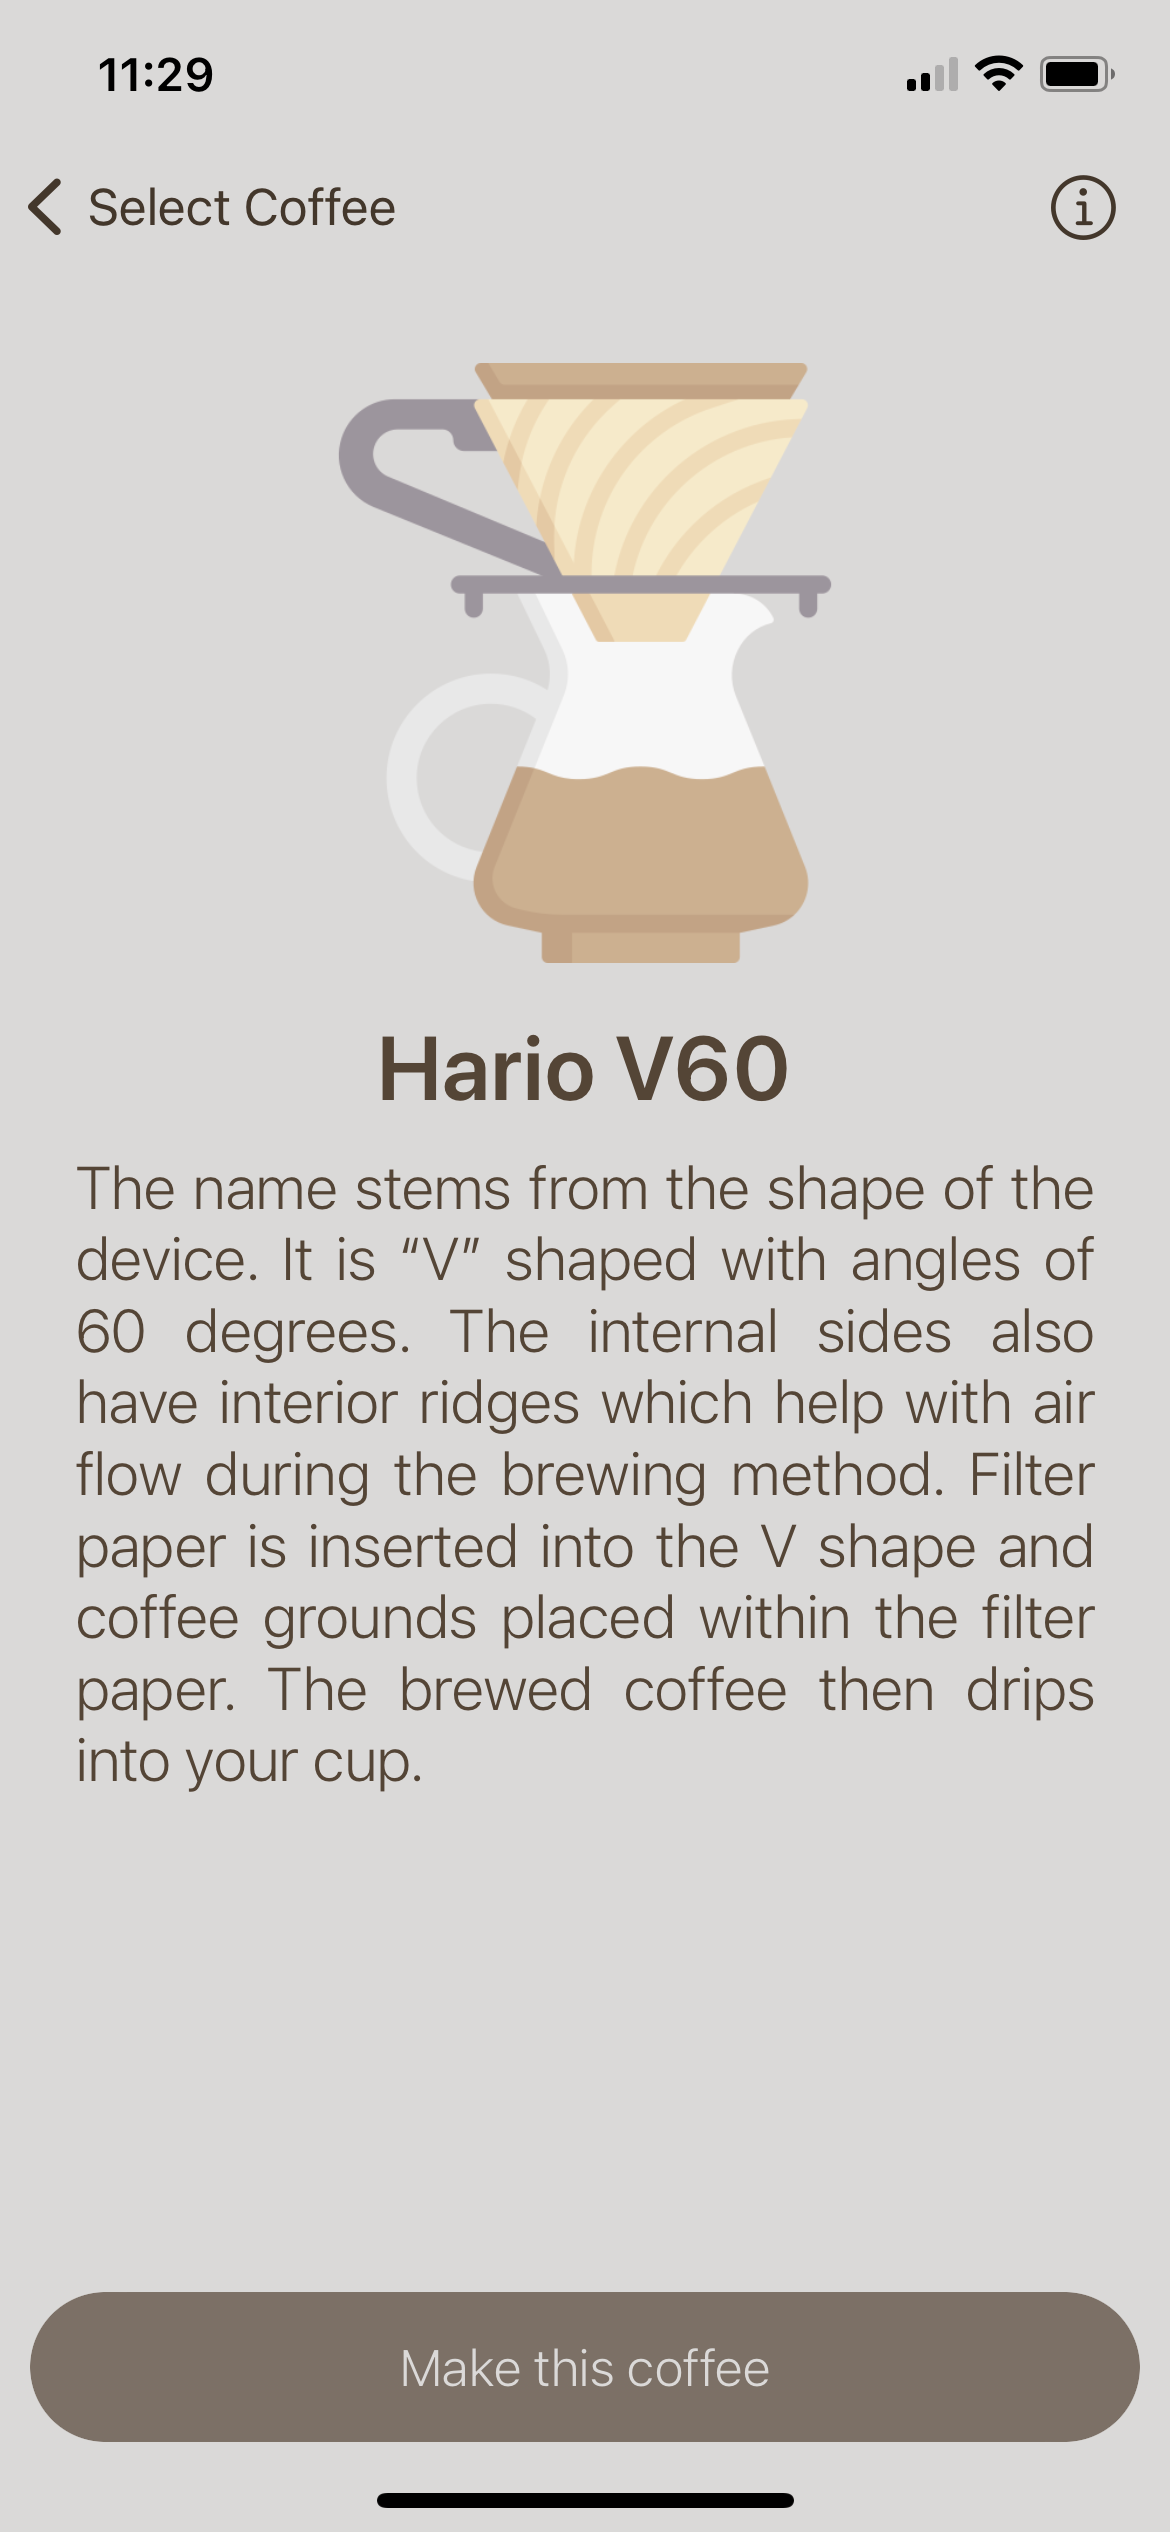 11:29
Select Coffee
i
Hario V60
The name stems from the shape of the
device. It is “V” shaped with angles of
60 degrees. The internal sides also
have interior ridges which help with air
flow during the brewing method. Filter
paper is inserted into the V shape and
coffee grounds placed within the filter
paper. The brewed coffee then drips
into your cup.
Make this coffee